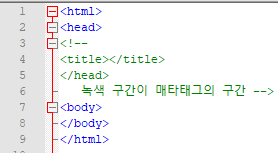 1 <html>
2 <head>
3 <!--
4 <title></title>
5 </head>
6 녹색 구간이 매타태그의 구간 -->
7 <body>
8 </body>
9 </html>